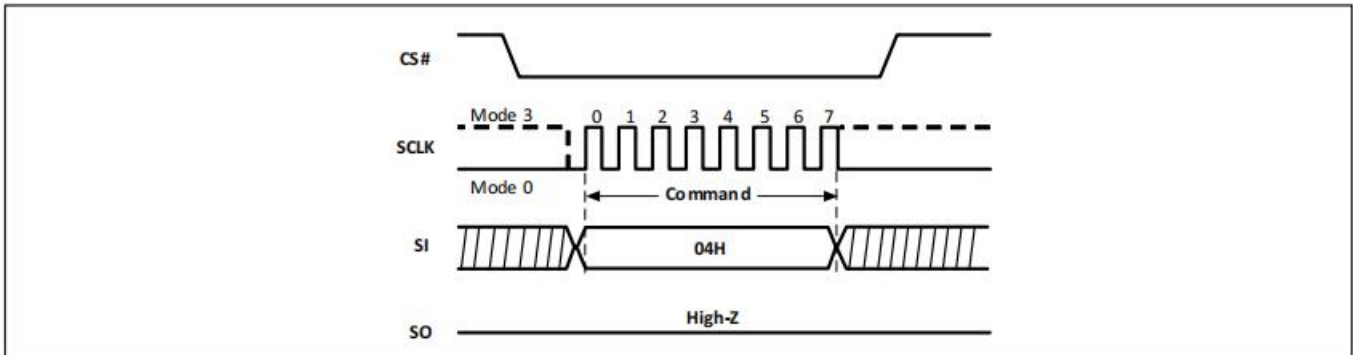 CS#
Mode 3
0 1 2 3 4 5 6 7
SCLK
Mode 0
Command
SI
04H
High-Z
SO